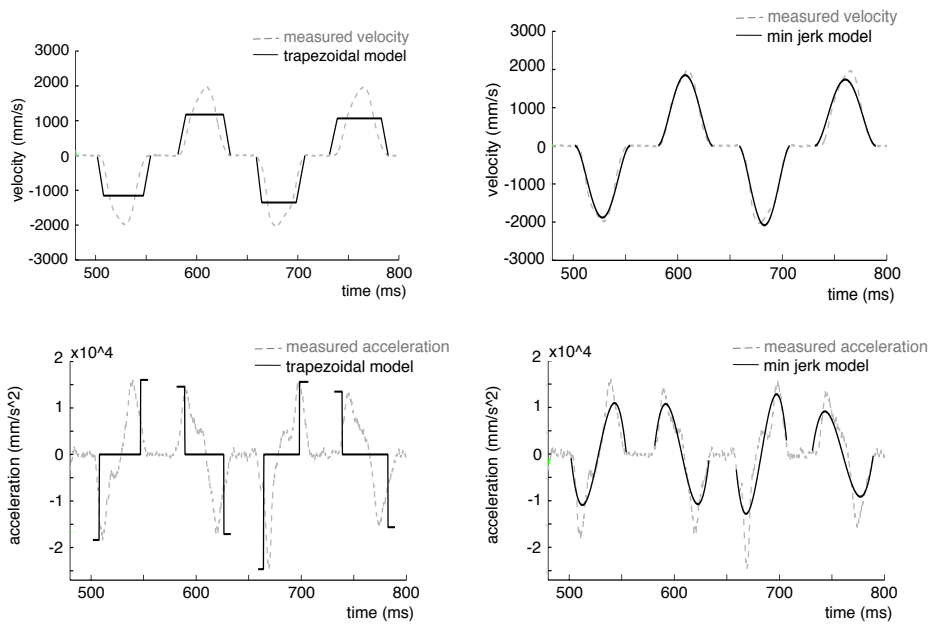 measured velocity
trapezoidal model
3000
2000
1000
0
-1000
-2000
-3000
velocity (mm/s)
500
600
700
800
time (ms)
measured velocity
min jerk model
3000
2000
1000
0
-1000
-2000
-3000
velocity (mm/s)
500
600
700
800
time (ms)
x10^4
measured acceleration
trapezoidal model
2
1
0
-1
-2
acceleration (mm/s^2)
500
600
700
800
time (ms)
x10^4
measured acceleration
min jerk model
2
1
0
-1
-2
acceleration (mm/s^2)
500
600
700
800
time (ms)